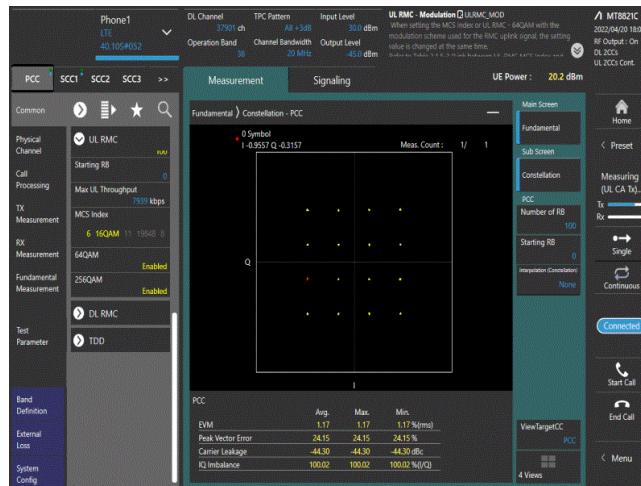 Phone1
LTE
40.105#052
DL Channel
37901 ch
TPC Pattern
All +3dB
Input Level
30.0 dBm
Operation Band
38
Channel Bandwidth
20 MHz
Output Level
-45.0 dBm
UL RMC - Modulation ULRMC_MOD
When setting the MCS index or UL RMC - 64QAM with the
modulation scheme used for the RMC uplink signal, the setting
value is changed at the same time.
MT8821C
2022/04/20 18:0
RF Output : On
DL 2CCs
UL 2CCs Cont.
PCC
SCC1
SCC2
SCC3
>>
Measurement
Signaling
UE Power : 20.2 dBm
Common
Physical
Channel
Call
Processing
TX
Measurement
RX
Measurement
Fundamental
Measurement
Test
Parameter
Band
Definition
External
Loss
System
Config
UL RMC
100
Starting RB
0
Max UL Throughput
7939 kbps
MCS Index
6 16QAM 11 19848 8
64QAM
Enabled
256QAM
Enabled
DL RMC
TDD
Fundamental ⟩ Constellation - PCC
0 Symbol
I -0.9557 Q -0.3157
Meas. Count : 1/ 1
Q
I
PCC
Avg. Max. Min.
EVM 1.17 1.17 1.17 %(rms)
Peak Vector Error 24.15 24.15 24.15 %
Carrier Leakage -44.30 -44.30 -44.30 dBc
IQ Imbalance 100.02 100.02 100.02 %(I/Q)
Main Screen
Fundamental
Sub Screen
Constellation
PCC
Number of RB
100
Starting RB
0
Interpolation (Constellation)
None
ViewTargetCC
PCC
4 Views
Home
< Preset
Measuring
(UL CA Tx)..
Tx
Rx
Single
Continuous
Connected
Start Call
End Call
< Menu